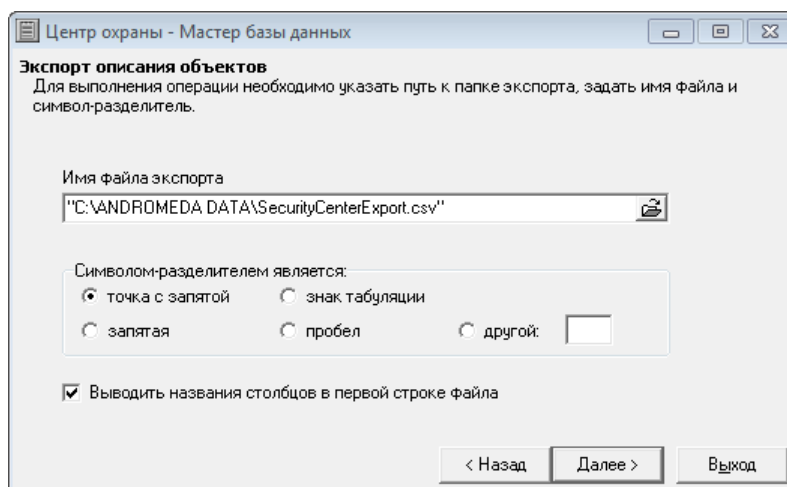 Центр охраны - Мастер базы данных
Экспорт описания объектов
Для выполнения операции необходимо указать путь к папке экспорта, задать имя файла и
символ-разделитель.
Имя файла экспорта
"C:\ANDROMEDA DATA\SecurityCenterExport.csv"
Символом-разделителем является:
точка с запятой знак табуляции
запятая пробел другой:
Выводить названия столбцов в первой строке файла
< Назад Далее > Выход